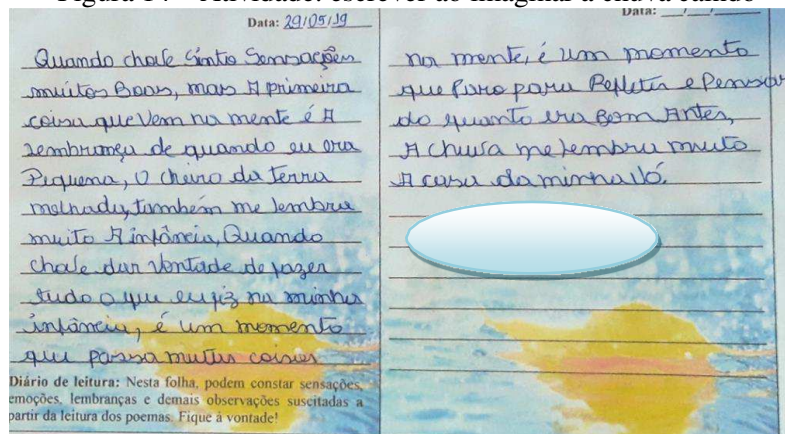 Figura 14 – Atividade: escrever ao imaginar a chuva caindo
Data: 29/05/19
Quando chove Sinto Sensações
muitos Boas, mas A primeira
coisa que Vem na mente é A
Lembrança de quando eu era
Piquena, O cheiro da terra
molhada, também me lembra
muito A infância, Quando
chove dar Vontade de fazer
tudo o que eu fiz na minha
infância, é um momento
que passa muitas coisas
Diário de leitura: Nesta folha, podem constar sensações,
emoções, lembranças e demais observações suscitadas a
partir da leitura dos poemas. Fique à vontade!
Data: __/__/__
na mente, é um momento
que Paro para Refletir e Pensar
do quanto era Bom Antes,
A chuva me lembra muito
A casa da minha Vó.